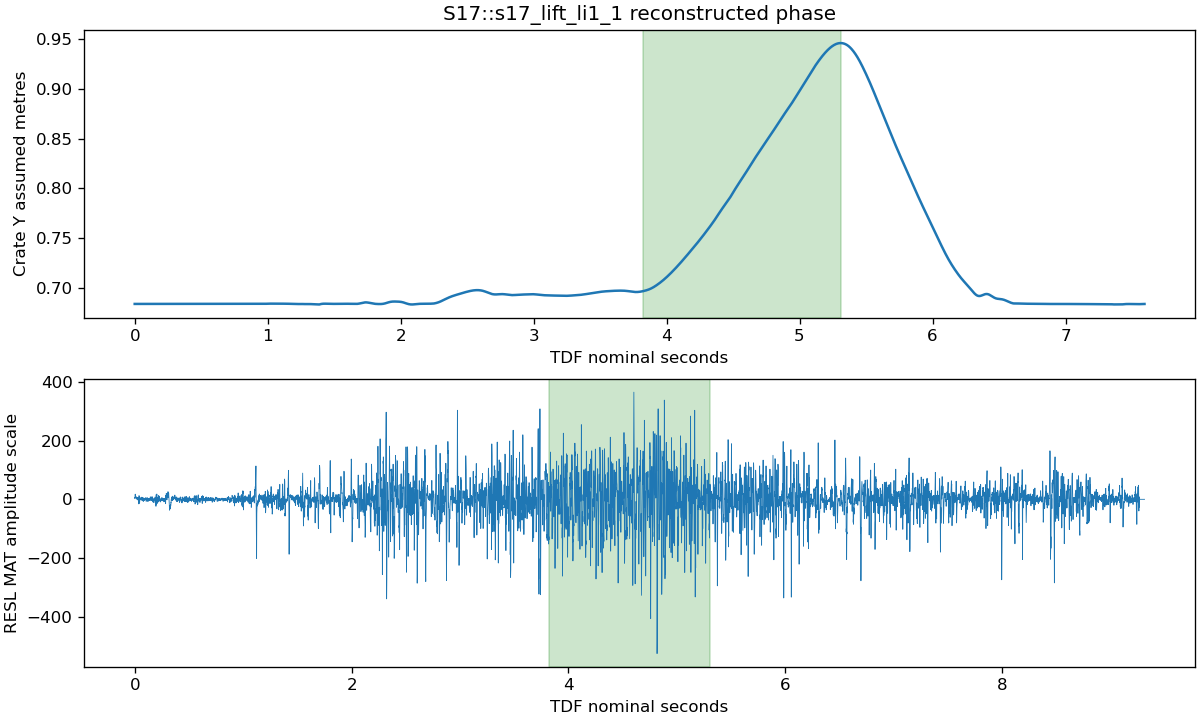 S17::s17_lift_li1_1 reconstructed phase
Crate Y assumed metres
0.95
0.90
0.85
0.80
0.75
0.70
0 1 2 3 4 5 6 7
TDF nominal seconds
RESL MAT amplitude scale
400
200
0
−200
−400
0 2 4 6 8
TDF nominal seconds